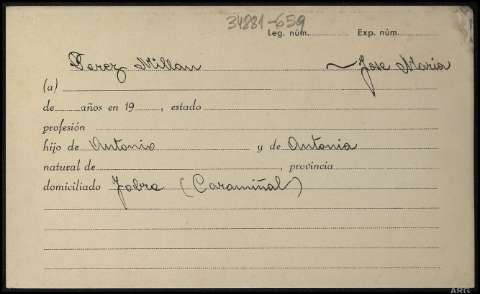 34281-659
Leg. núm. Exp. núm.
Perez Millan Jose Maria
(a)
de años en 19 , estado
profesión
hijo de Antonio y de Antonia
natural de , provincia
domiciliado Jobre (Caramiñal)